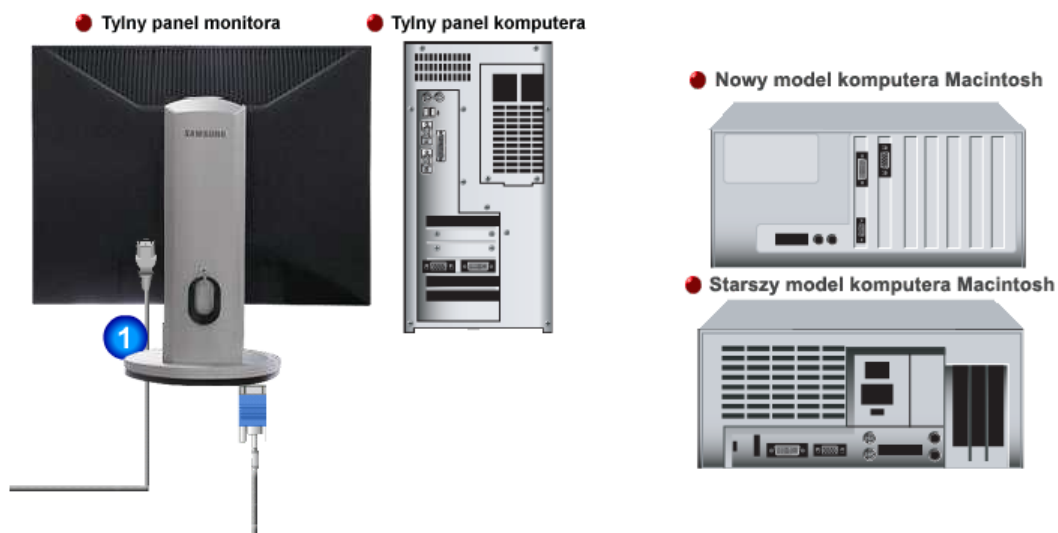 Tylny panel monitora
Tylny panel komputera
Nowy model komputera Macintosh
SAMSUNG
Starszy model komputera Macintosh
1